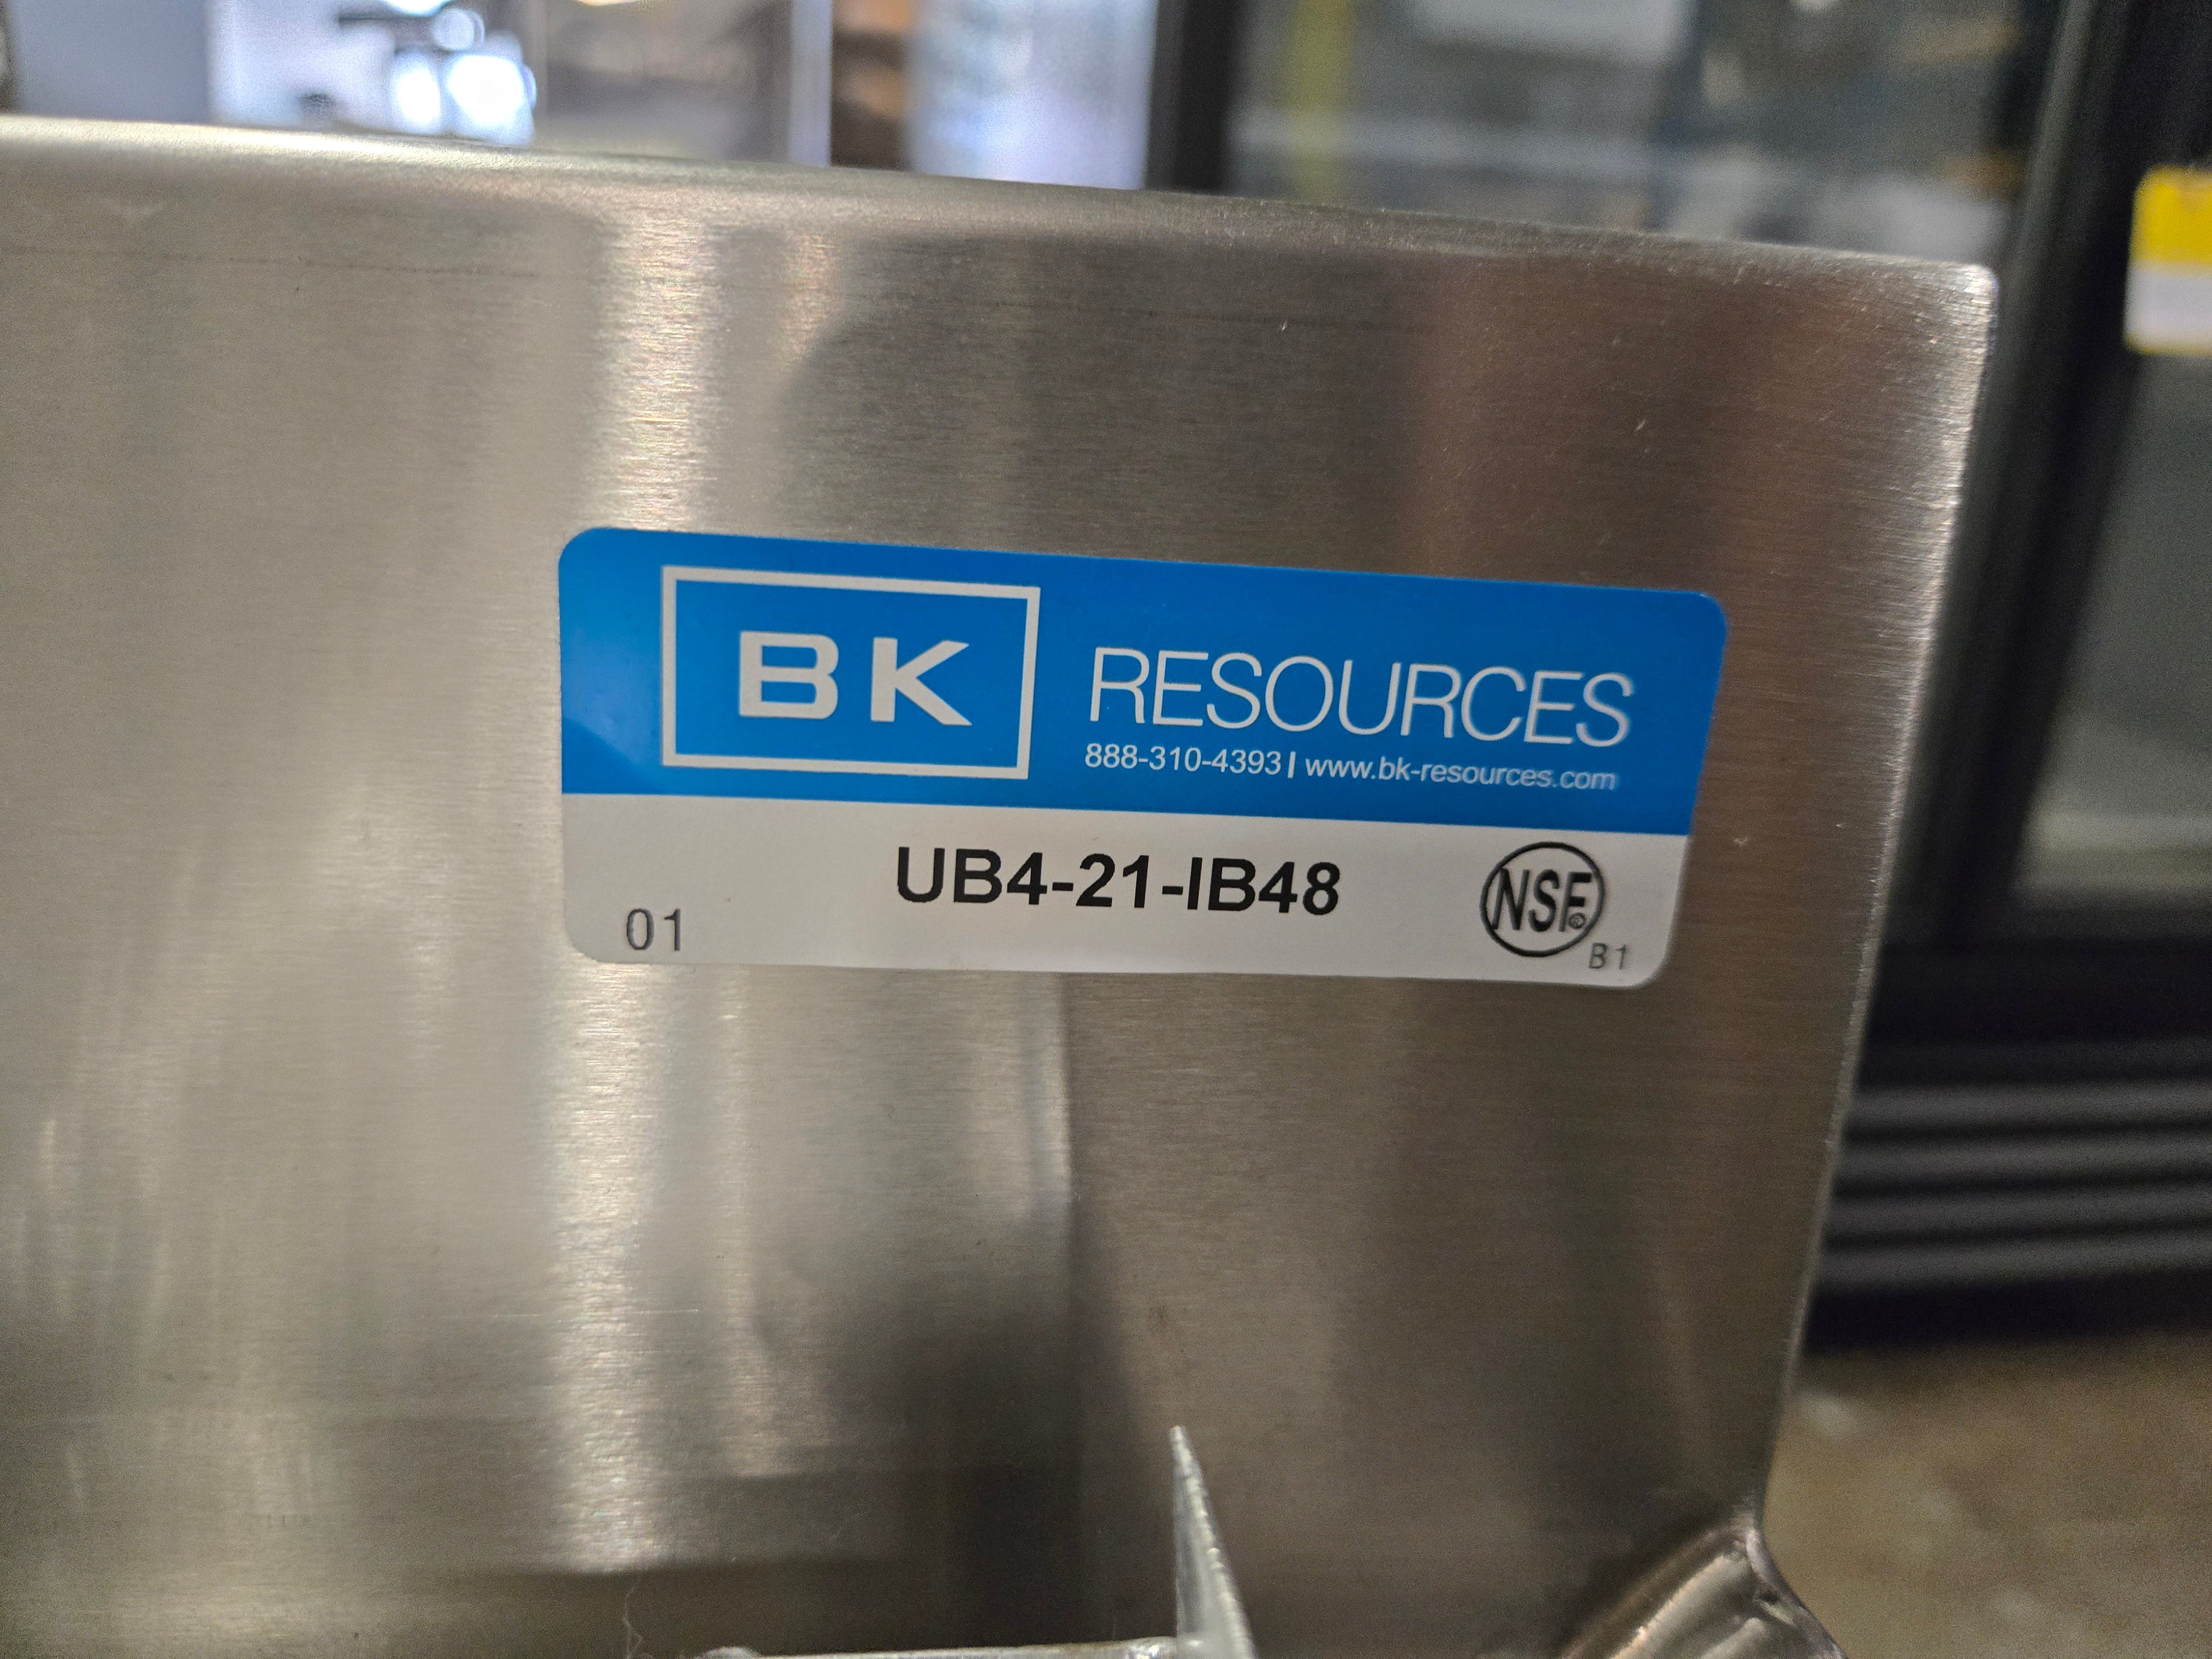 BK RESOURCES
888-310-4393 | www.bk-resources.com
UB4-21-IB48
01
NSF®
B1